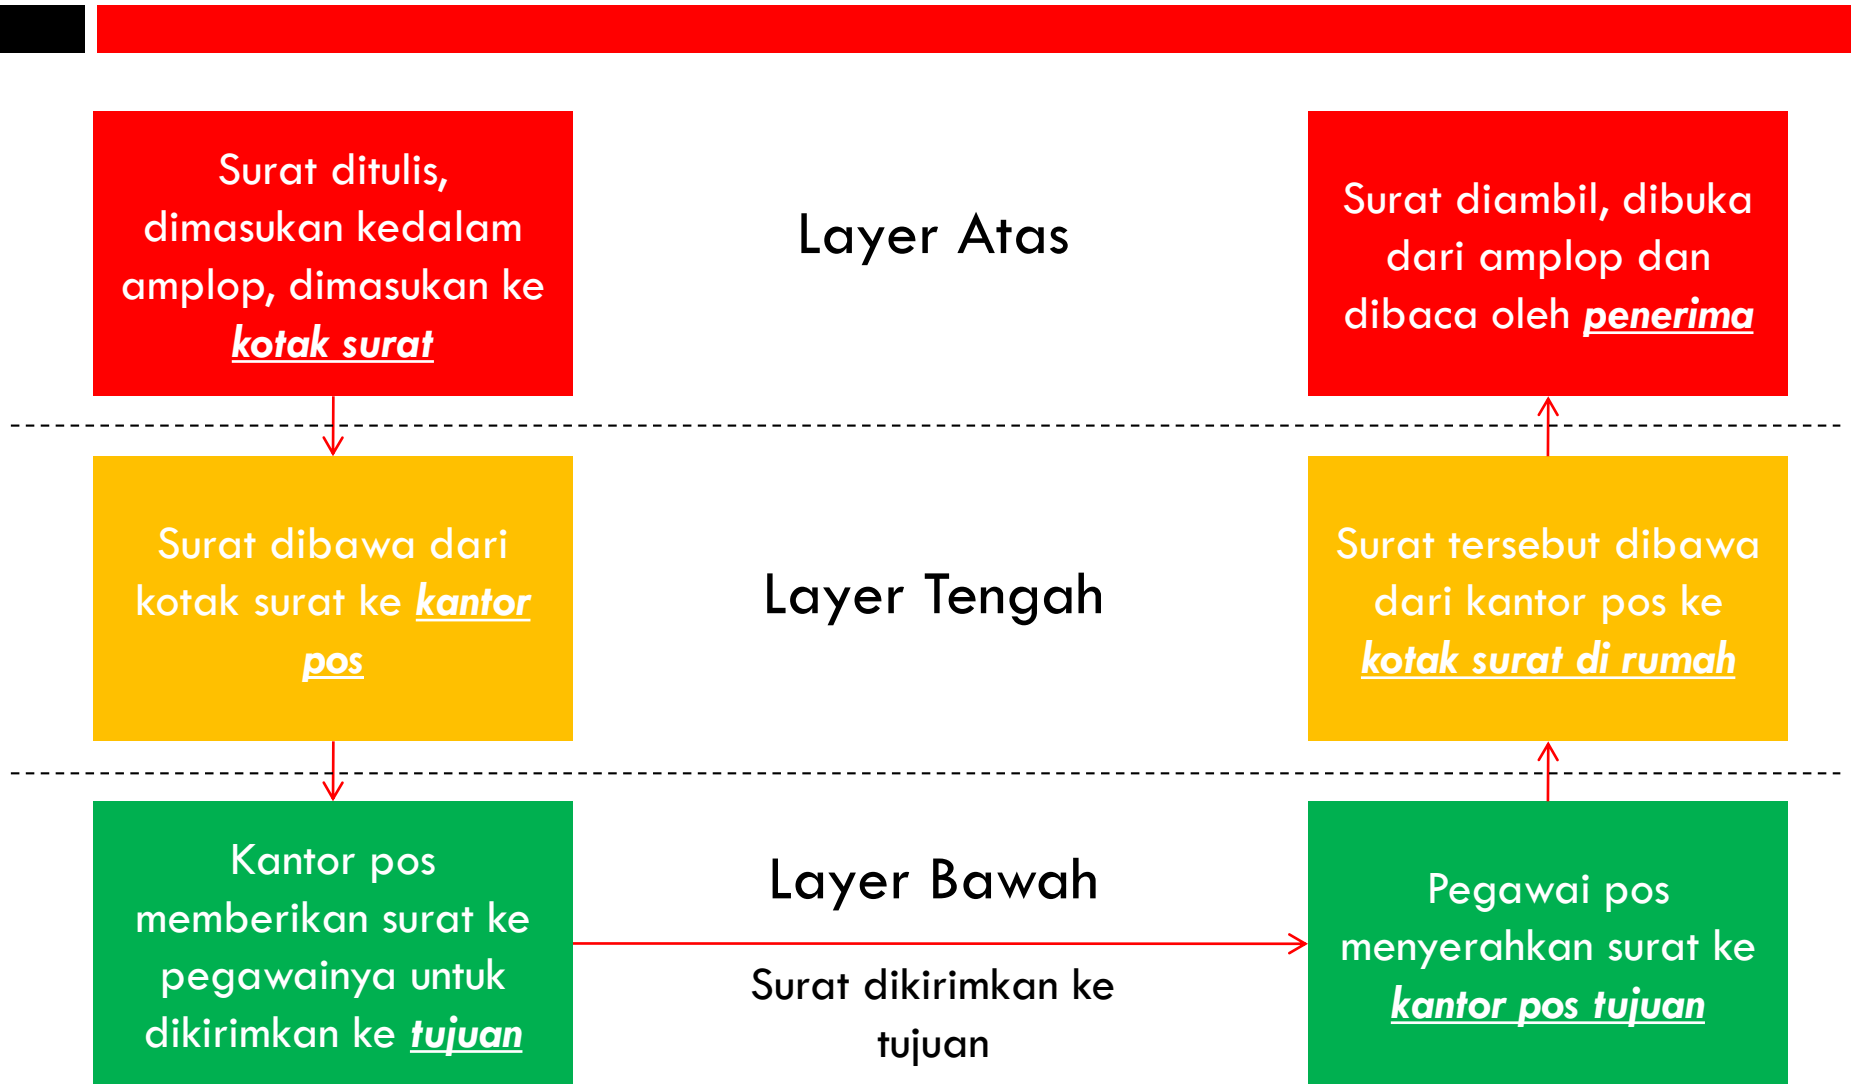 Surat ditulis,
dimasukan kedalam
amplop, dimasukan ke
kotak surat
Layer Atas
Surat diambil, dibuka
dari amplop dan
dibaca oleh penerima
Surat dibawa dari
kotak surat ke kantor
pos
Layer Tengah
Surat tersebut dibawa
dari kantor pos ke
kotak surat di rumah
Kantor pos
memberikan surat ke
pegawainya untuk
dikirimkan ke tujuan
Layer Bawah
Surat dikirimkan ke
tujuan
Pegawai pos
menyerahkan surat ke
kantor pos tujuan